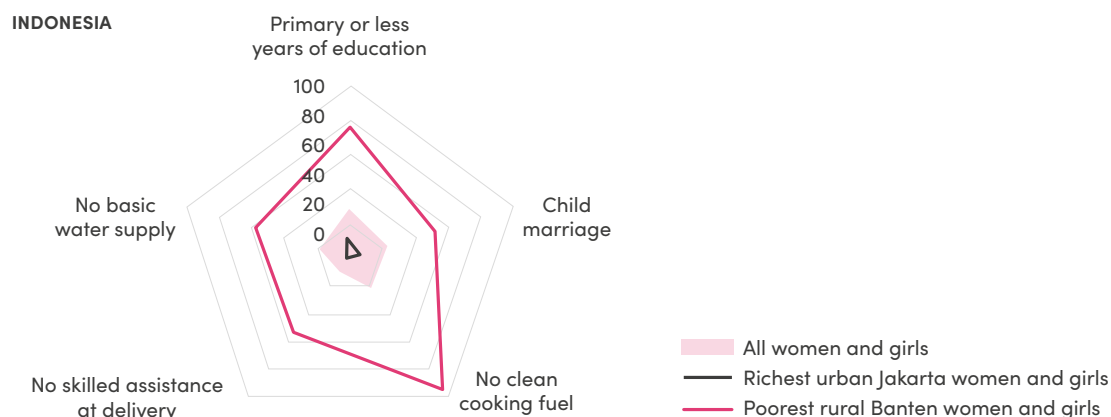 INDONESIA
Primary or less
years of education
100
80
60
40
20
0
No basic
water supply
Child
marriage
No skilled assistance
at delivery
No clean
cooking fuel
All women and girls
Richest urban Jakarta women and girls
Poorest rural Banten women and girls